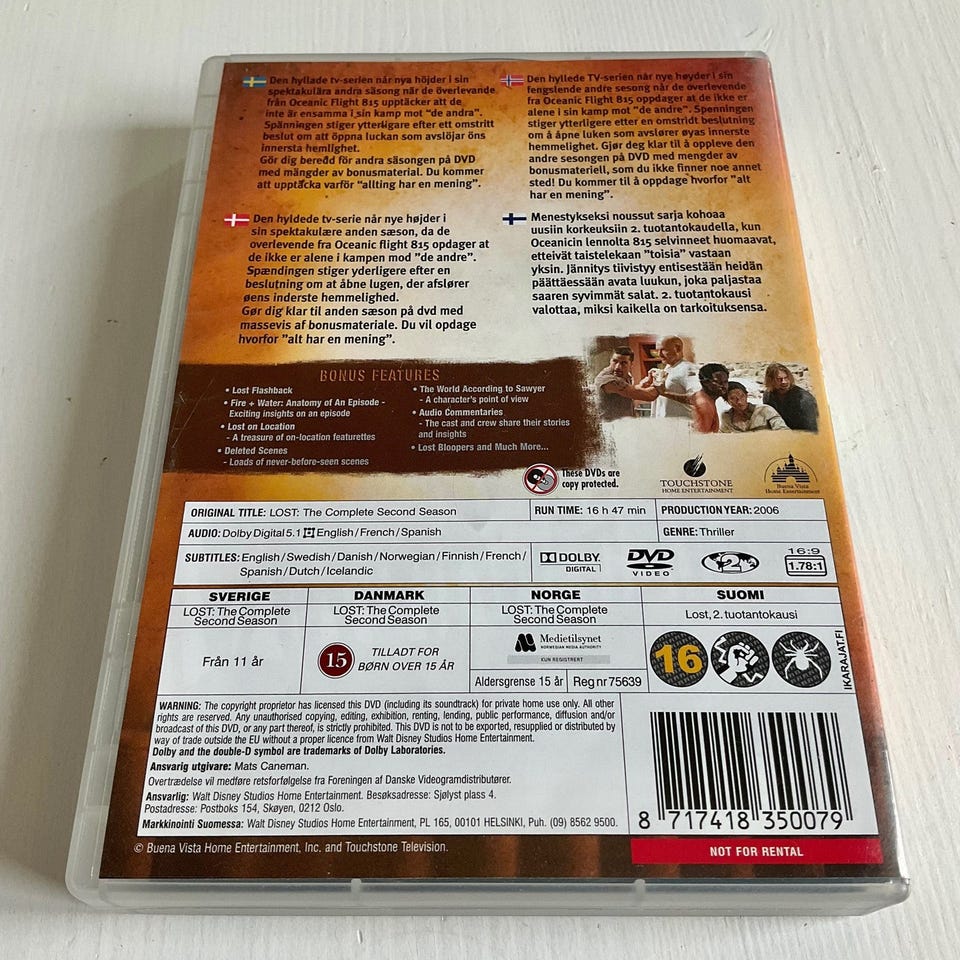 Den hyllade tv-serien når nya höjder i sin
spektakulära andra säsong när de överlevande
från Oceanic Flight 815 upptäcker att de
inte är ensamma i sin kamp mot "de andra".
Spänningen stiger ytterligare efter ett omstritt
beslut om att öppna luckan som avslöjar öns
innersta hemlighet.
Gör dig beredd för andra säsongen på DVD
med mängder av bonusmaterial. Du kommer
att upptäcka varför "allting har en mening".
Den hyllede TV-serien når nye høyder i sin
fengslende andre sesong når de overlevende
fra Oceanic Flight 815 oppdager at de ikke er
alene i sin kamp mot "de andre". Spenningen
stiger ytterligere etter en omstridt beslutning
om å åpne luken som avslører øyas innerste
hemmelighet. Gjør deg klar til å oppleve den
andre sesongen på DVD med mengder av
bonusmateriell, som du ikke finner noe annet
sted! Du kommer til å oppdage hvorfor "alt
har en mening".
Den hyldede tv-serie når nye højder i
sin spektakulære anden sæson, da de
overlevende fra Oceanic flight 815 opdager at
de ikke er alene i kampen mod "de andre".
Spændingen stiger yderligere efter en
beslutning om at åbne lugen, der afslører
øens inderste hemmelighed.
Gør dig klar til anden sæson på dvd med
massevis af bonusmateriale. Du vil opdage
hvorfor "alt har en mening".
Menestykseksi noussut sarja kohoaa
uusiin korkeuksiin 2. tuotantokaudella, kun
Oceanicin lennolta 815 selvinneet huomaavat,
etteivät taistelekaan "toisia" vastaan
yksin. Jännitys tiivistyy entisestään heidän
päättäessään avata luukun, joka paljastaa
saaren syvimmät salat. 2. tuotantokausi
valottaa, miksi kaikella on tarkoituksensa.
BONUS FEATURES
• Lost Flashback
• Fire + Water: Anatomy of An Episode -
Exciting insights on an episode
• Lost on Location
- A treasure of on-location featurettes
• Deleted Scenes
- Loads of never-before-seen scenes
• The World According to Sawyer
- A character's point of view
• Audio Commentaries
- The cast and crew share their stories
and insights
• Lost Bloopers and Much More...
These DVDs are
copy protected.
TOUCHSTONE
HOME ENTERTAINMENT
Buena Vista
Home Entertainment
ORIGINAL TITLE: LOST: The Complete Second Season
RUN TIME: 16 h 47 min
PRODUCTION YEAR: 2006
AUDIO: Dolby Digital 5.1 English / French / Spanish
GENRE: Thriller
SUBTITLES: English / Swedish / Danish / Norwegian / Finnish / French /
Spanish / Dutch / Icelandic
DOLBY
DIGITAL
DVD
VIDEO
2
16:9
1.78:1
SVERIGE
LOST: The Complete
Second Season
Från 11 år
DANMARK
LOST: The Complete
Second Season
15
TILLADT FOR
BØRN OVER 15 ÅR
NORGE
LOST: The Complete
Second Season
Medietilsynet
NORWEGIAN MEDIA AUTHORITY
KUN REGISTRERT
Aldersgrense 15 år
Reg nr 75639
SUOMI
Lost, 2. tuotantokausi
16
IKARAJAT.FI
WARNING: The copyright proprietor has licensed this DVD (including its soundtrack) for private home use only. All other
rights are reserved. Any unauthorised copying, editing, exhibition, renting, lending, public performance, diffusion and/or
broadcast of this DVD, or any part thereof, is strictly prohibited. This DVD is not to be exported, resupplied or distributed by
way of trade outside the EU without a proper licence from Walt Disney Studios Home Entertainment.
Dolby and the double-D symbol are trademarks of Dolby Laboratories.
Ansvarig utgivare: Mats Caneman.
Overtrædelse vil medføre retsforfølgelse fra Foreningen af Danske Videogramdistributører.
Ansvarlig: Walt Disney Studios Home Entertainment. Besøksadresse: Sjølyst plass 4.
Postadresse: Postboks 154, Skøyen, 0212 Oslo.
Markkinointi Suomessa: Walt Disney Studios Home Entertainment, PL 165, 00101 HELSINKI, Puh. (09) 8562 9500.
8 717418 350079
NOT FOR RENTAL
© Buena Vista Home Entertainment, Inc. and Touchstone Television.